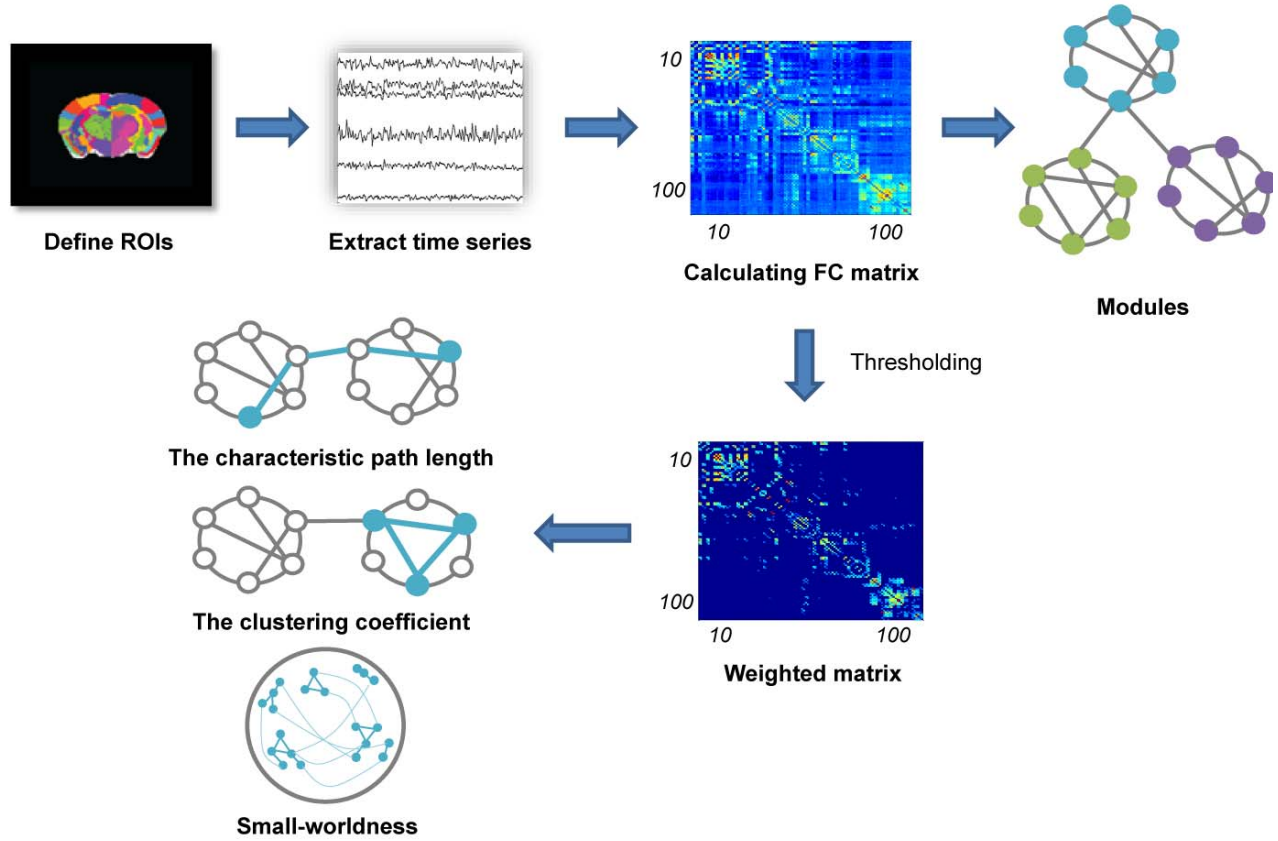 Define ROIs
Extract time series
10
100
10
100
Calculating FC matrix
Modules
Thresholding
The characteristic path length
The clustering coefficient
Small-worldness
10
100
10
100
Weighted matrix